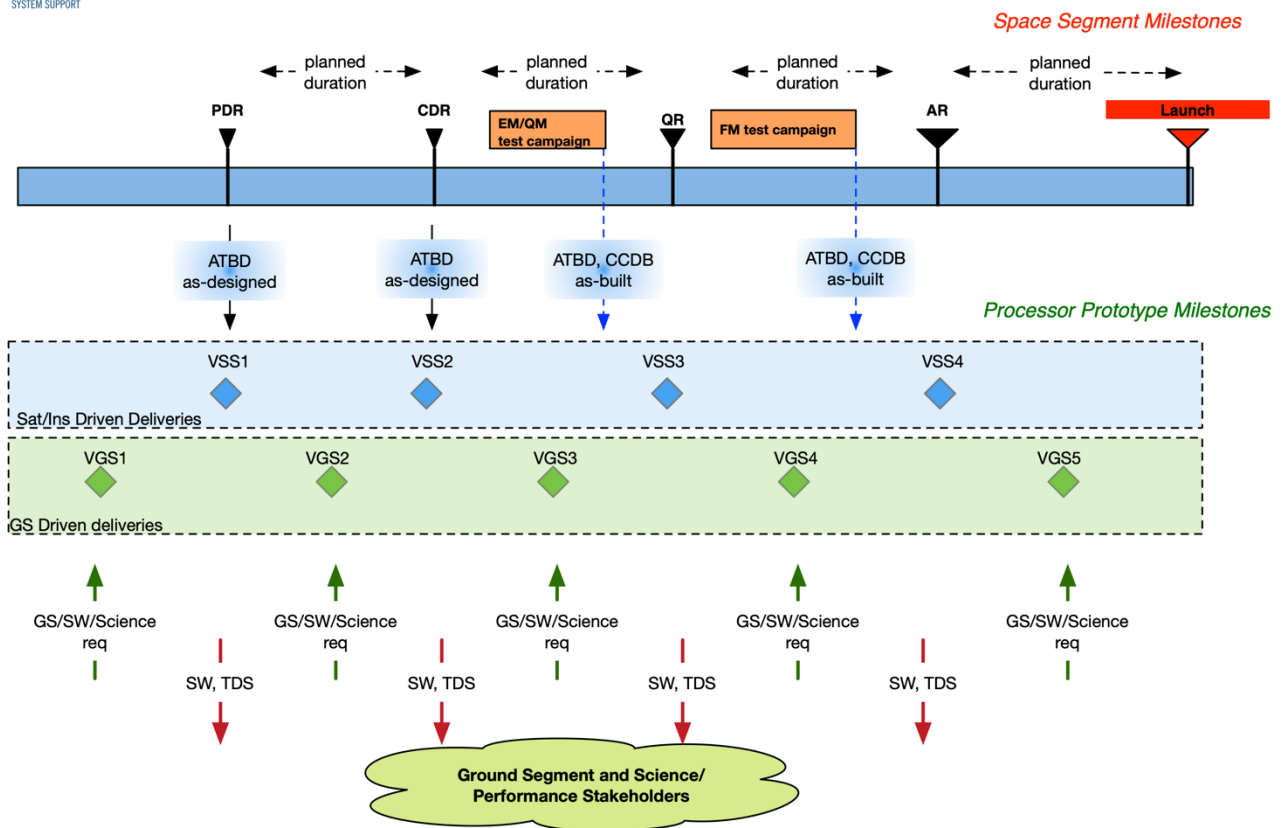 SYSTEM SUPPORT
Space Segment Milestones
planned
duration
planned
duration
planned
duration
planned
duration
PDR
CDR
EM/QM
test campaign
QR
FM test campaign
AR
Launch
ATBD
as-designed
ATBD
as-designed
ATBD, CCDB
as-built
ATBD, CCDB
as-built
Processor Prototype Milestones
VSS1
VSS2
VSS3
VSS4
Sat/Ins Driven Deliveries
VGS1
VGS2
VGS3
VGS4
VGS5
GS Driven deliveries
GS/SW/Science
req
GS/SW/Science
req
GS/SW/Science
req
GS/SW/Science
req
GS/SW/Science
req
SW, TDS
SW, TDS
SW, TDS
SW, TDS
Ground Segment and Science/
Performance Stakeholders